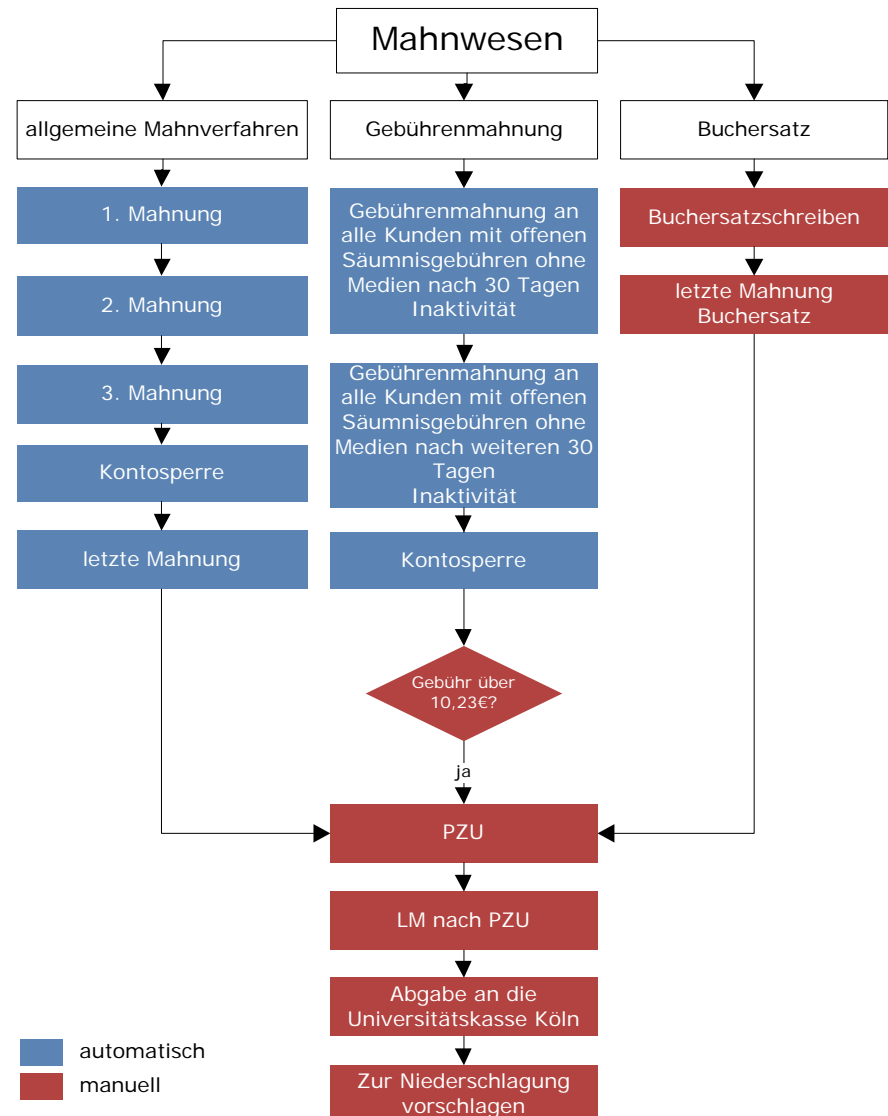 Mahnwesen
allgemeine Mahnverfahren
Gebührenmahnung
Buchersatz
1. Mahnung
2. Mahnung
3. Mahnung
Kontosperre
letzte Mahnung
Gebührenmahnung an
alle Kunden mit offenen
Säumnisgebühren ohne
Medien nach 30 Tagen
Inaktivität
Gebührenmahnung an
alle Kunden mit offenen
Säumnisgebühren ohne
Medien nach weiteren 30
Tagen
Inaktivität
Kontosperre
Gebühr über
10,23€?
ja
Buchersatzschreiben
letzte Mahnung
Buchersatz
PZU
LM nach PZU
Abgabe an die
Universitätskasse Köln
Zur Niederschlagung
vorschlagen
automatisch
manuell